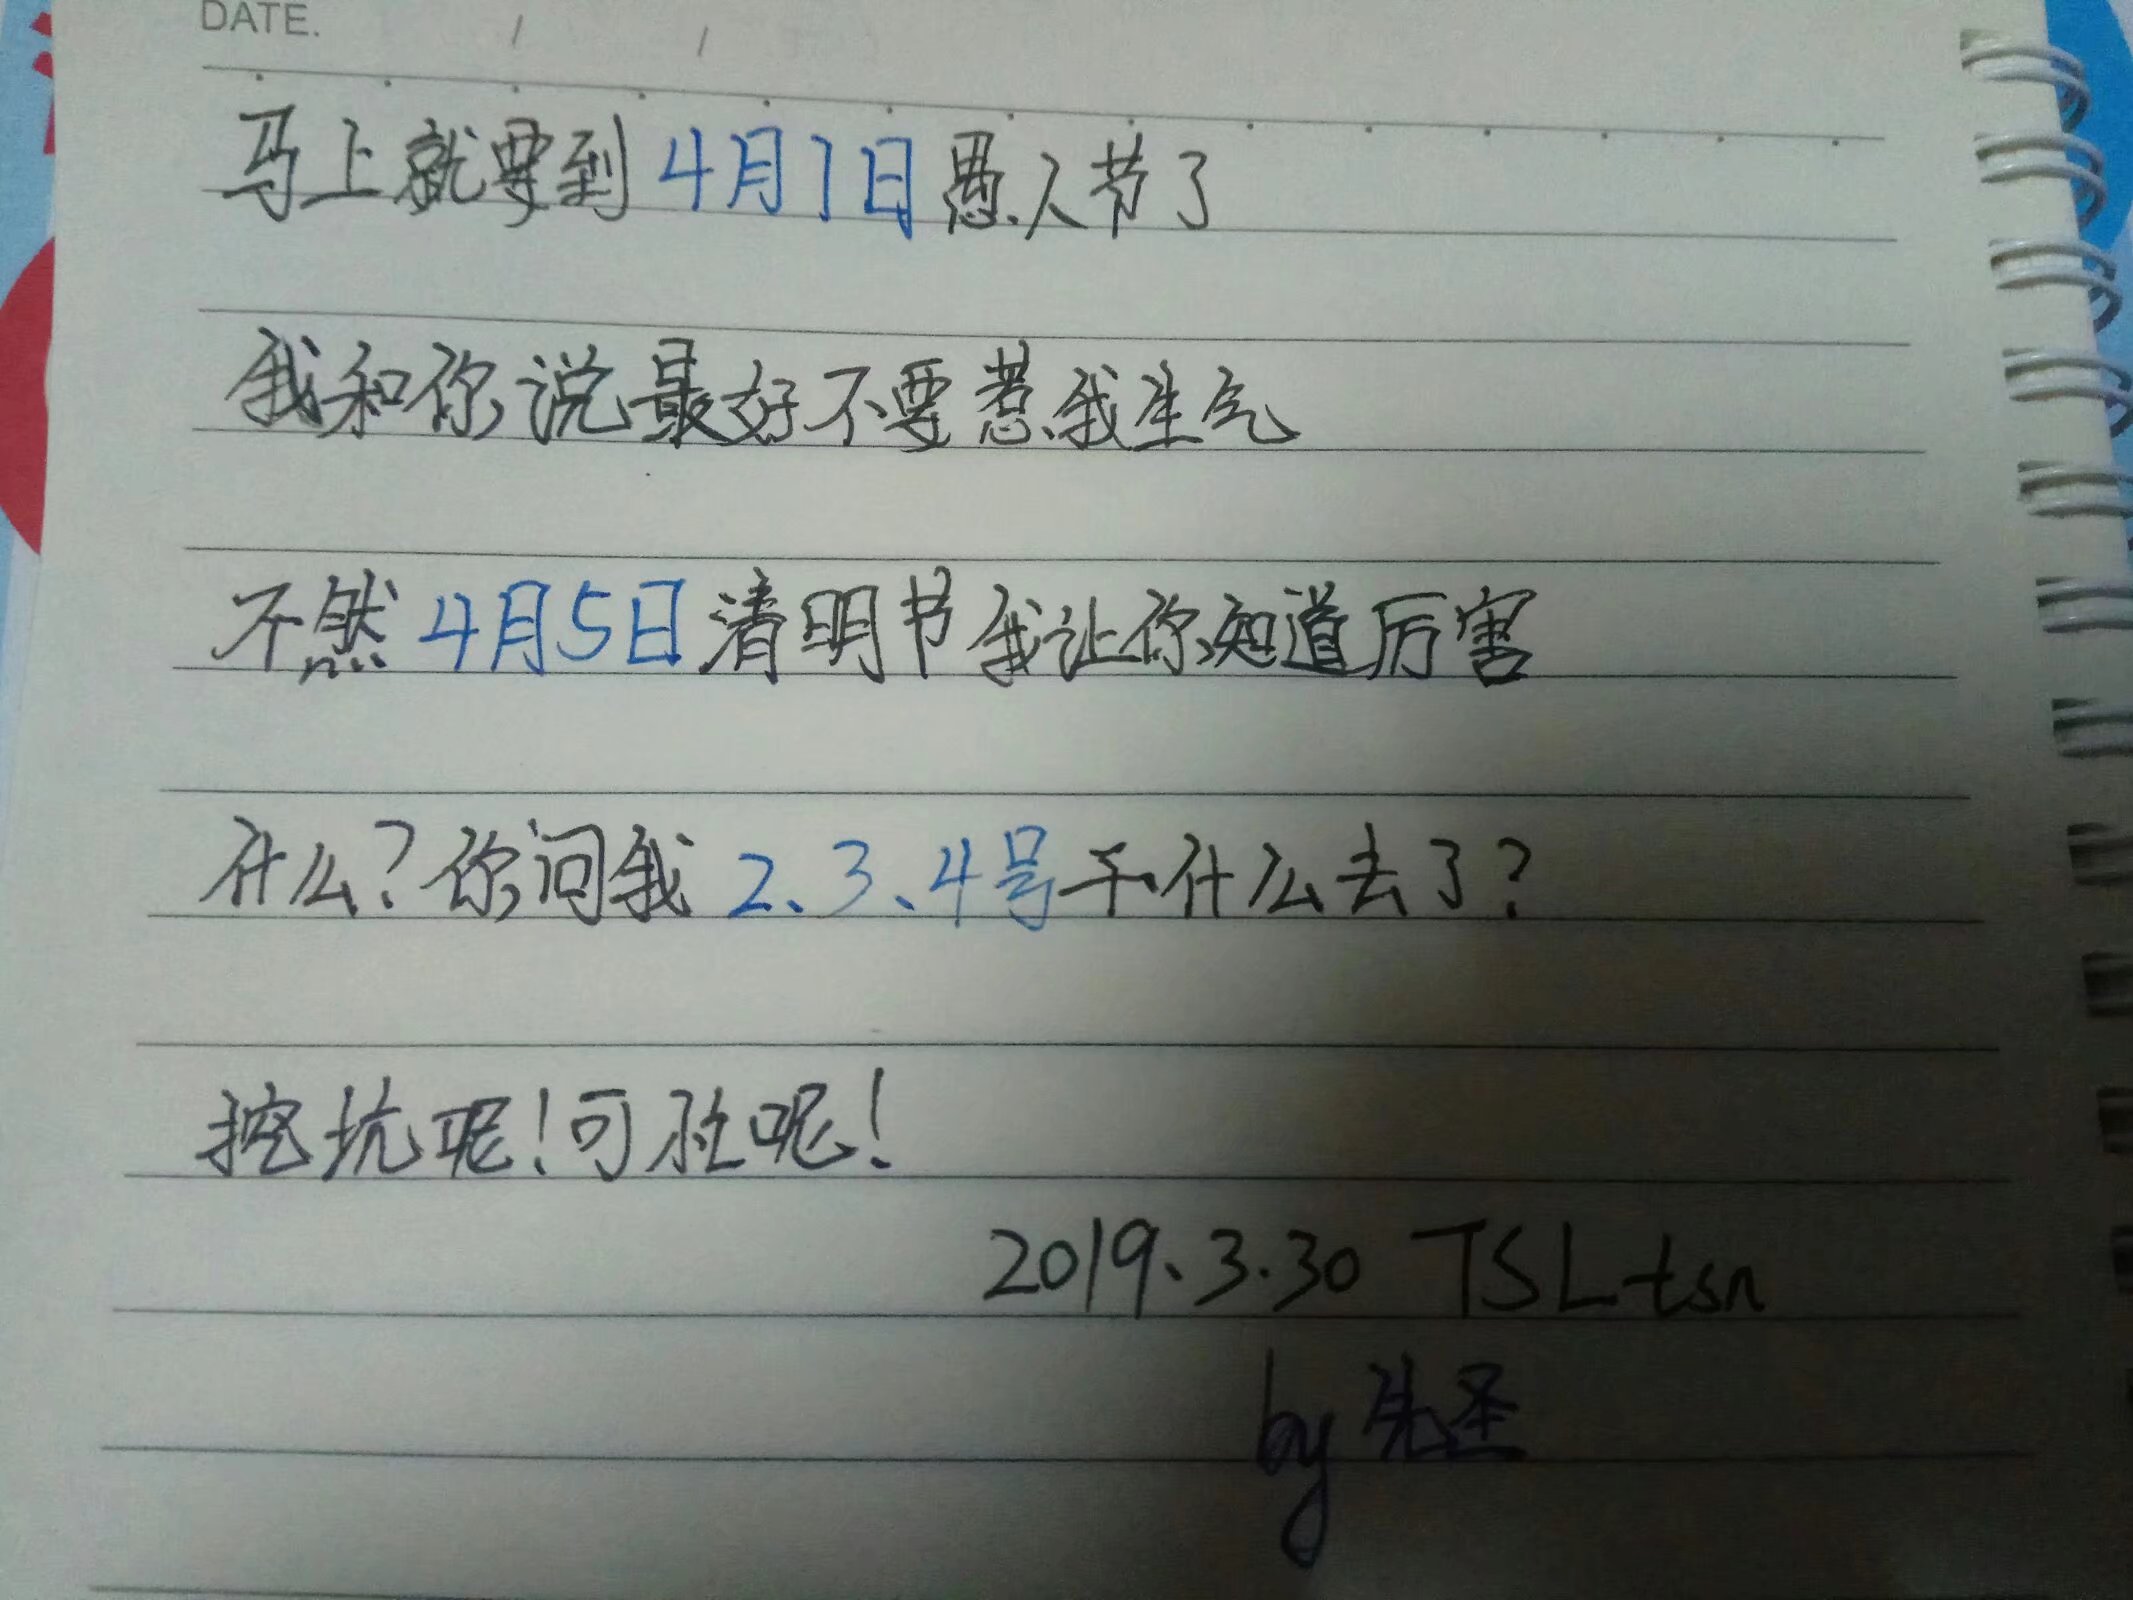 DATE. / /
马上就要到4月1日愚人节了
我和你说最好不要惹我生气
不然4月5日清明节我让你知道厉害
什么?你问我2、3、4号干什么去了?
挖坑呢!可劲呢!
2019.3.30 TSL-tsn
by 先圣